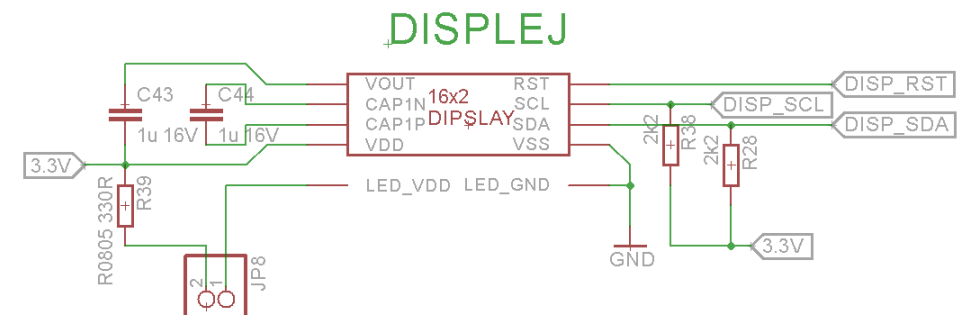 DISPLEJ
C43
C44
1u 16V
1u 16V
VOUT
RST
CAP1N
SCL
CAP1P
SDA
VDD
VSS
16x2
DIPSLAY
LED_VDD
LED_GND
DISP_RST
DISP_SCL
DISP_SDA
2k2
R38
2k2
R28
3.3V
R0805 330R
R39
3.3V
GND
JP8
2
1